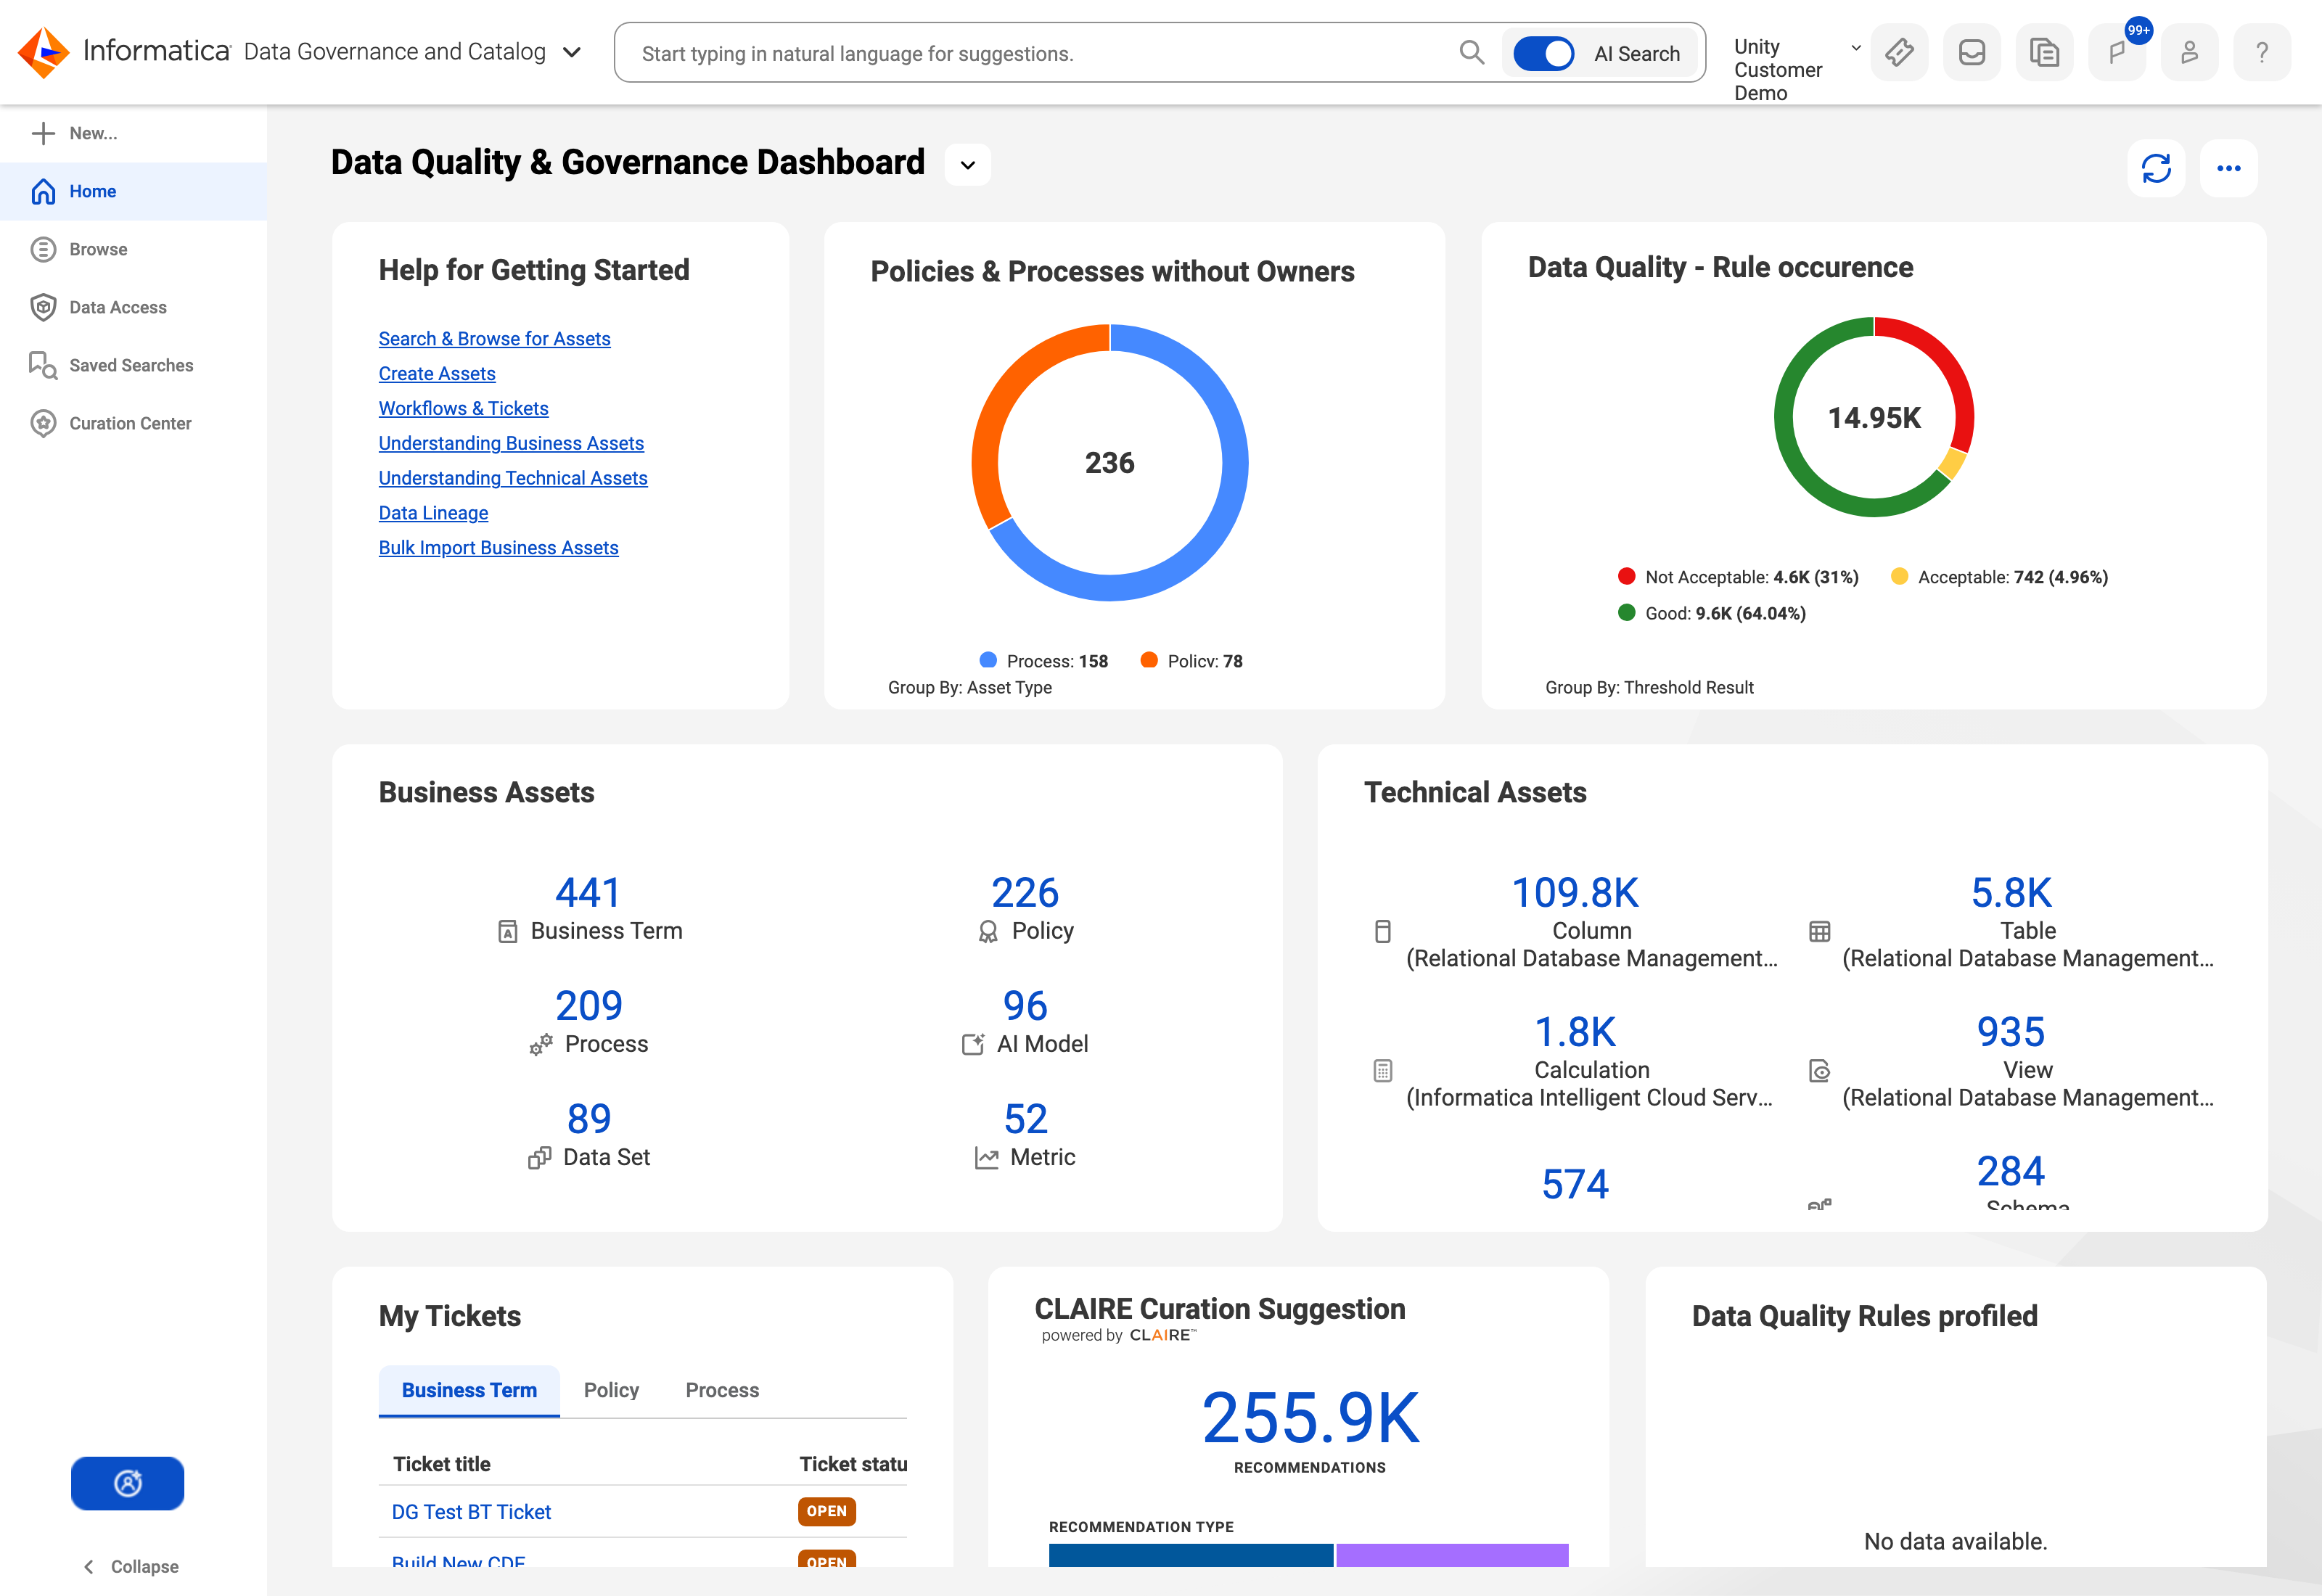 Informatica Data Governance and Catalog
Start typing in natural language for suggestions.
AI Search
Unity
Customer
Demo
99+
?
New...
Home
Browse
Data Access
Saved Searches
Curation Center
Collapse
Data Quality & Governance Dashboard
Help for Getting Started
Search & Browse for Assets
Create Assets
Workflows & Tickets
Understanding Business Assets
Understanding Technical Assets
Data Lineage
Bulk Import Business Assets
Policies & Processes without Owners
236
Process: 158 Policy: 78
Group By: Asset Type
Data Quality - Rule occurence
14.95K
Not Acceptable: 4.6K (31%) Acceptable: 742 (4.96%)
Good: 9.6K (64.04%)
Group By: Threshold Result
Business Assets
441
Business Term
226
Policy
209
Process
96
AI Model
89
Data Set
52
Metric
Technical Assets
109.8K
Column
(Relational Database Management...
5.8K
Table
(Relational Database Management...
1.8K
Calculation
(Informatica Intelligent Cloud Serv...
935
View
(Relational Database Management...
574
284
Schema
My Tickets
Business Term Policy Process
Ticket title Ticket statu
DG Test BT Ticket OPEN
Build New CDE OPEN
CLAIRE Curation Suggestion
powered by CLAIRE™
255.9K
RECOMMENDATIONS
RECOMMENDATION TYPE
Data Quality Rules profiled
No data available.